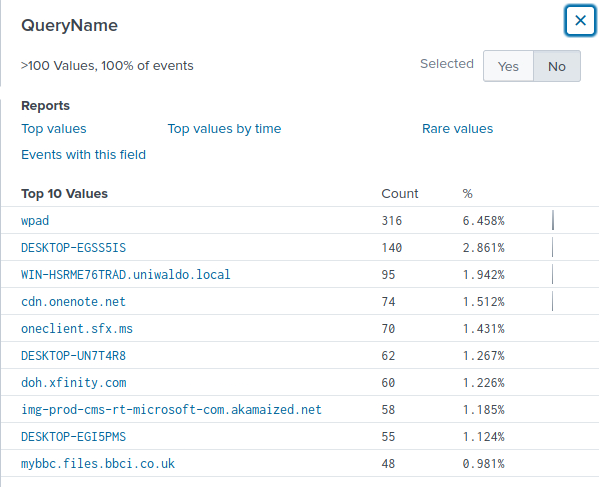 QueryName
>100 Values, 100% of events
Selected Yes No
Reports
Top values Top values by time Rare values
Events with this field
Top 10 Values Count %
wpad 316 6.458%
DESKTOP-EGSS5IS 140 2.861%
WIN-HSRME76TRAD.uniwaldo.local 95 1.942%
cdn.onenote.net 74 1.512%
oneclient.sfx.ms 70 1.431%
DESKTOP-UN7T4R8 62 1.267%
doh.xfinity.com 60 1.226%
img-prod-cms-rt-microsoft-com.akamaized.net 58 1.185%
DESKTOP-EGI5PMS 55 1.124%
mybbc.files.bbci.co.uk 48 0.981%